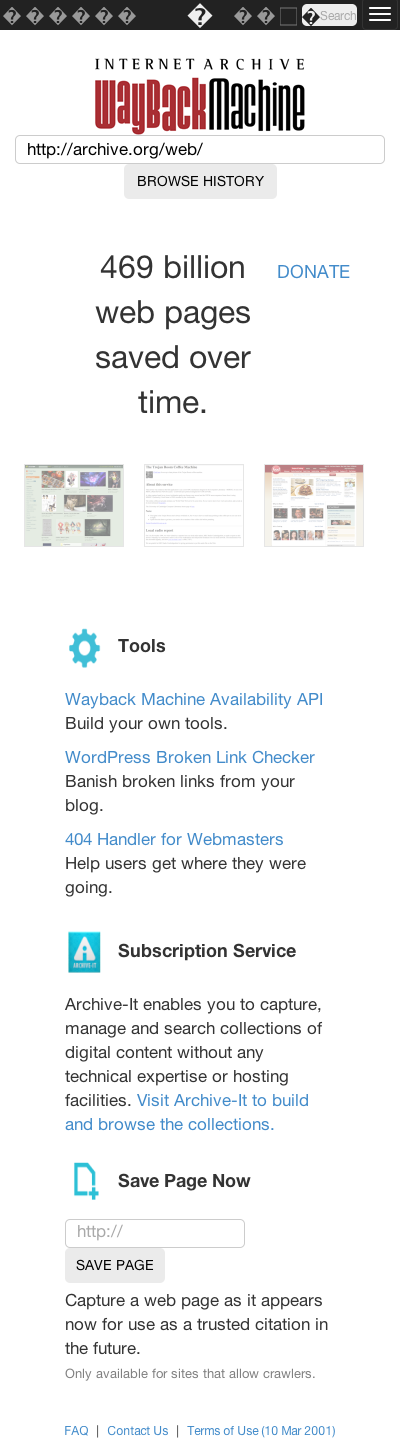 Search
INTERNET ARCHIVE
WayBackMachine
http://archive.org/web/
BROWSE HISTORY
469 billion
web pages
saved over
time.
DONATE
Tools
Wayback Machine Availability API
Build your own tools.
WordPress Broken Link Checker
Banish broken links from your
blog.
404 Handler for Webmasters
Help users get where they were
going.
ARCHIVE-IT
Subscription Service
Archive-It enables you to capture,
manage and search collections of
digital content without any
technical expertise or hosting
facilities. Visit Archive-It to build
and browse the collections.
Save Page Now
http://
SAVE PAGE
Capture a web page as it appears
now for use as a trusted citation in
the future.
Only available for sites that allow crawlers.
FAQ | Contact Us | Terms of Use (10 Mar 2001)